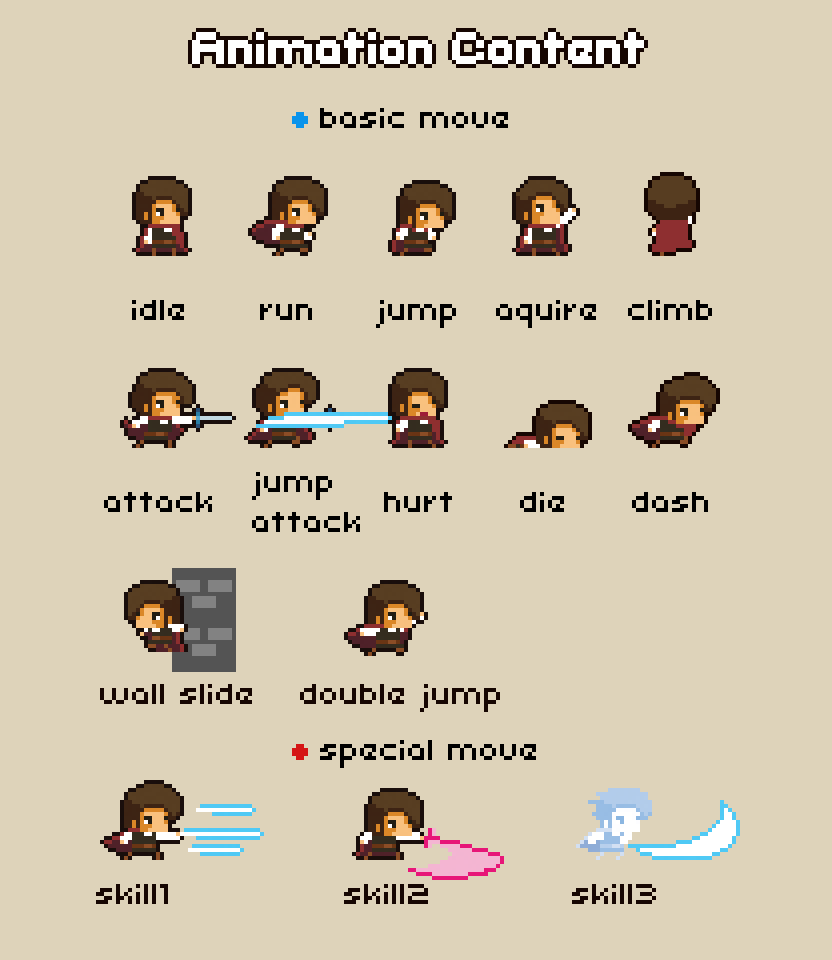 Animation Content
basic move
idle run jump aquire climb
attack jump attack hurt die dash
wall slide double jump
special move
skill1 skill2 skill3